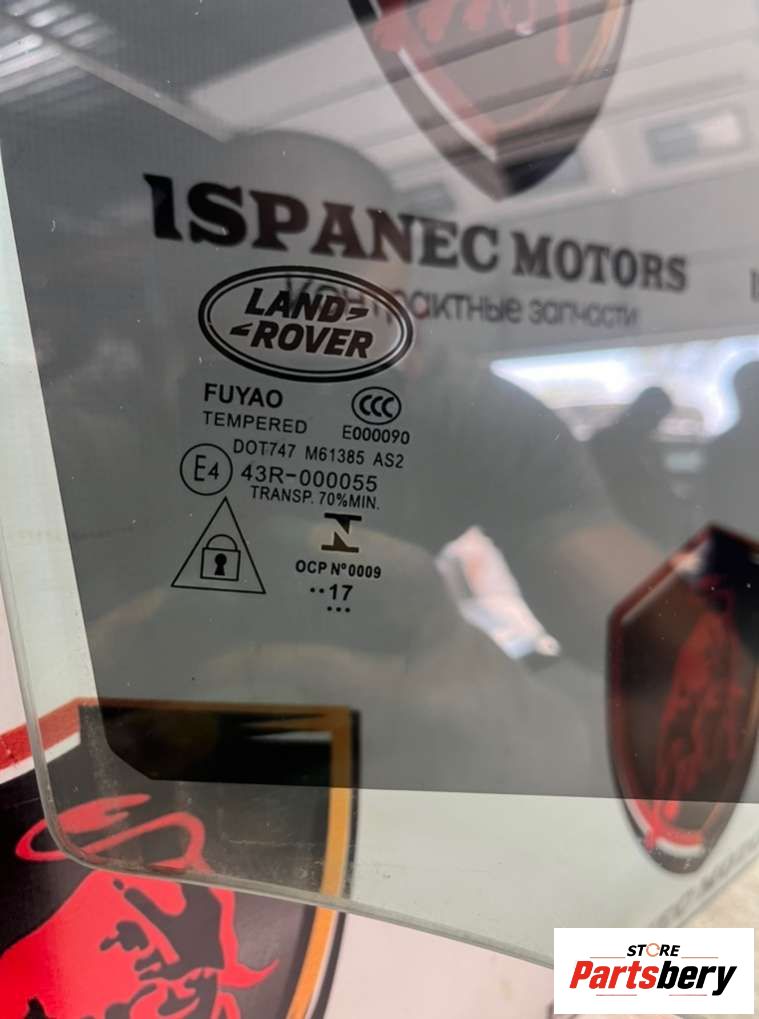 ISPANEC MOTORS
Контрактные запчасти
LAND
ROVER
FUYAO
TEMPERED
CCC
E000090
DOT747 M61385 AS2
E4
43R-000055
TRANSP. 70%MIN.
OCP N°0009
··17
···
STORE
Partsbery